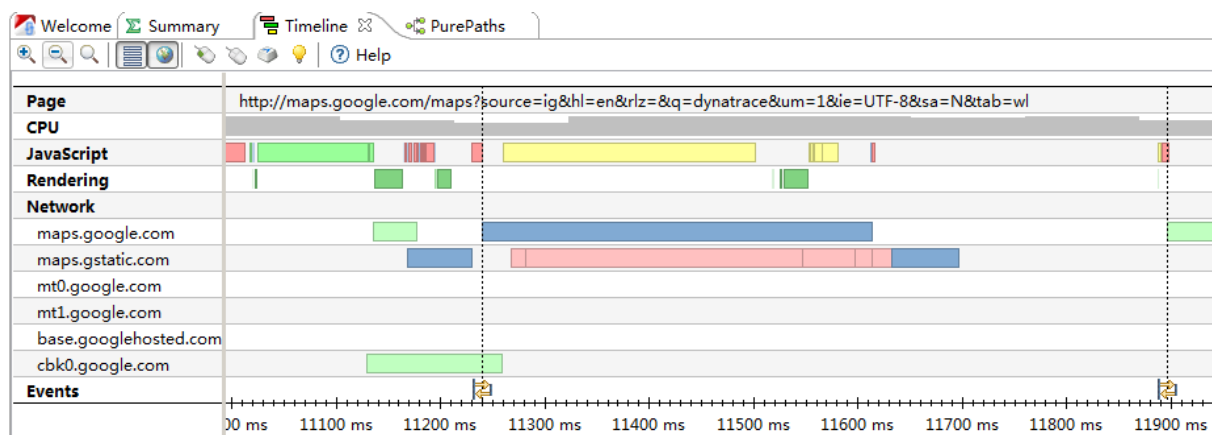 Welcome Summary Timeline PurePaths
Help
Page http://maps.google.com/maps?source=ig&hl=en&rlz=&q=dynatrace&um=1&ie=UTF-8&sa=N&tab=wl
CPU
JavaScript
Rendering
Network
maps.google.com
maps.gstatic.com
mt0.google.com
mt1.google.com
base.googlehosted.com
cbk0.google.com
Events
00 ms 11100 ms 11200 ms 11300 ms 11400 ms 11500 ms 11600 ms 11700 ms 11800 ms 11900 ms